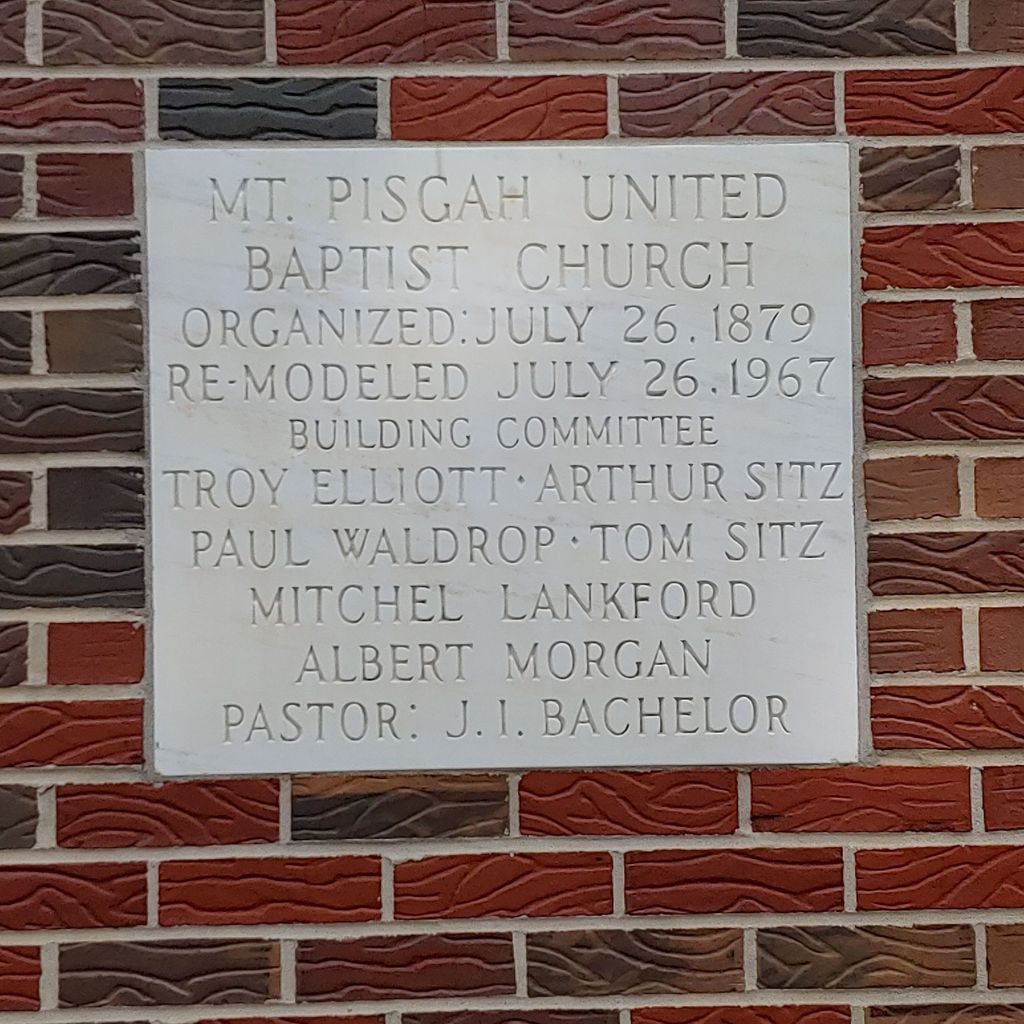 MT. PISGAH UNITED
BAPTIST CHURCH
ORGANIZED: JULY 26, 1879
RE-MODELED JULY 26, 1967
BUILDING COMMITTEE
TROY ELLIOTT · ARTHUR SITZ
PAUL WALDROP · TOM SITZ
MITCHEL LANKFORD
ALBERT MORGAN
PASTOR: J. I. BACHELOR